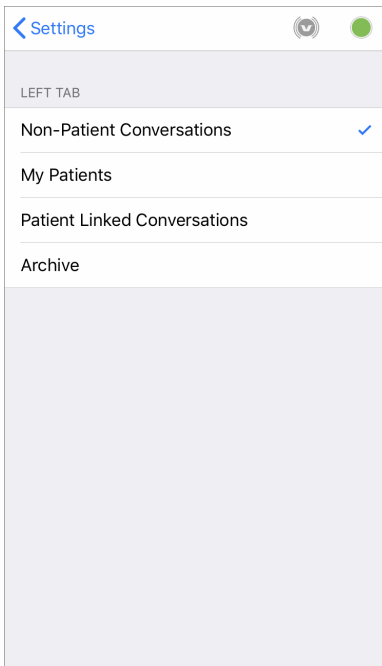 Settings
LEFT TAB
Non-Patient Conversations
My Patients
Patient Linked Conversations
Archive